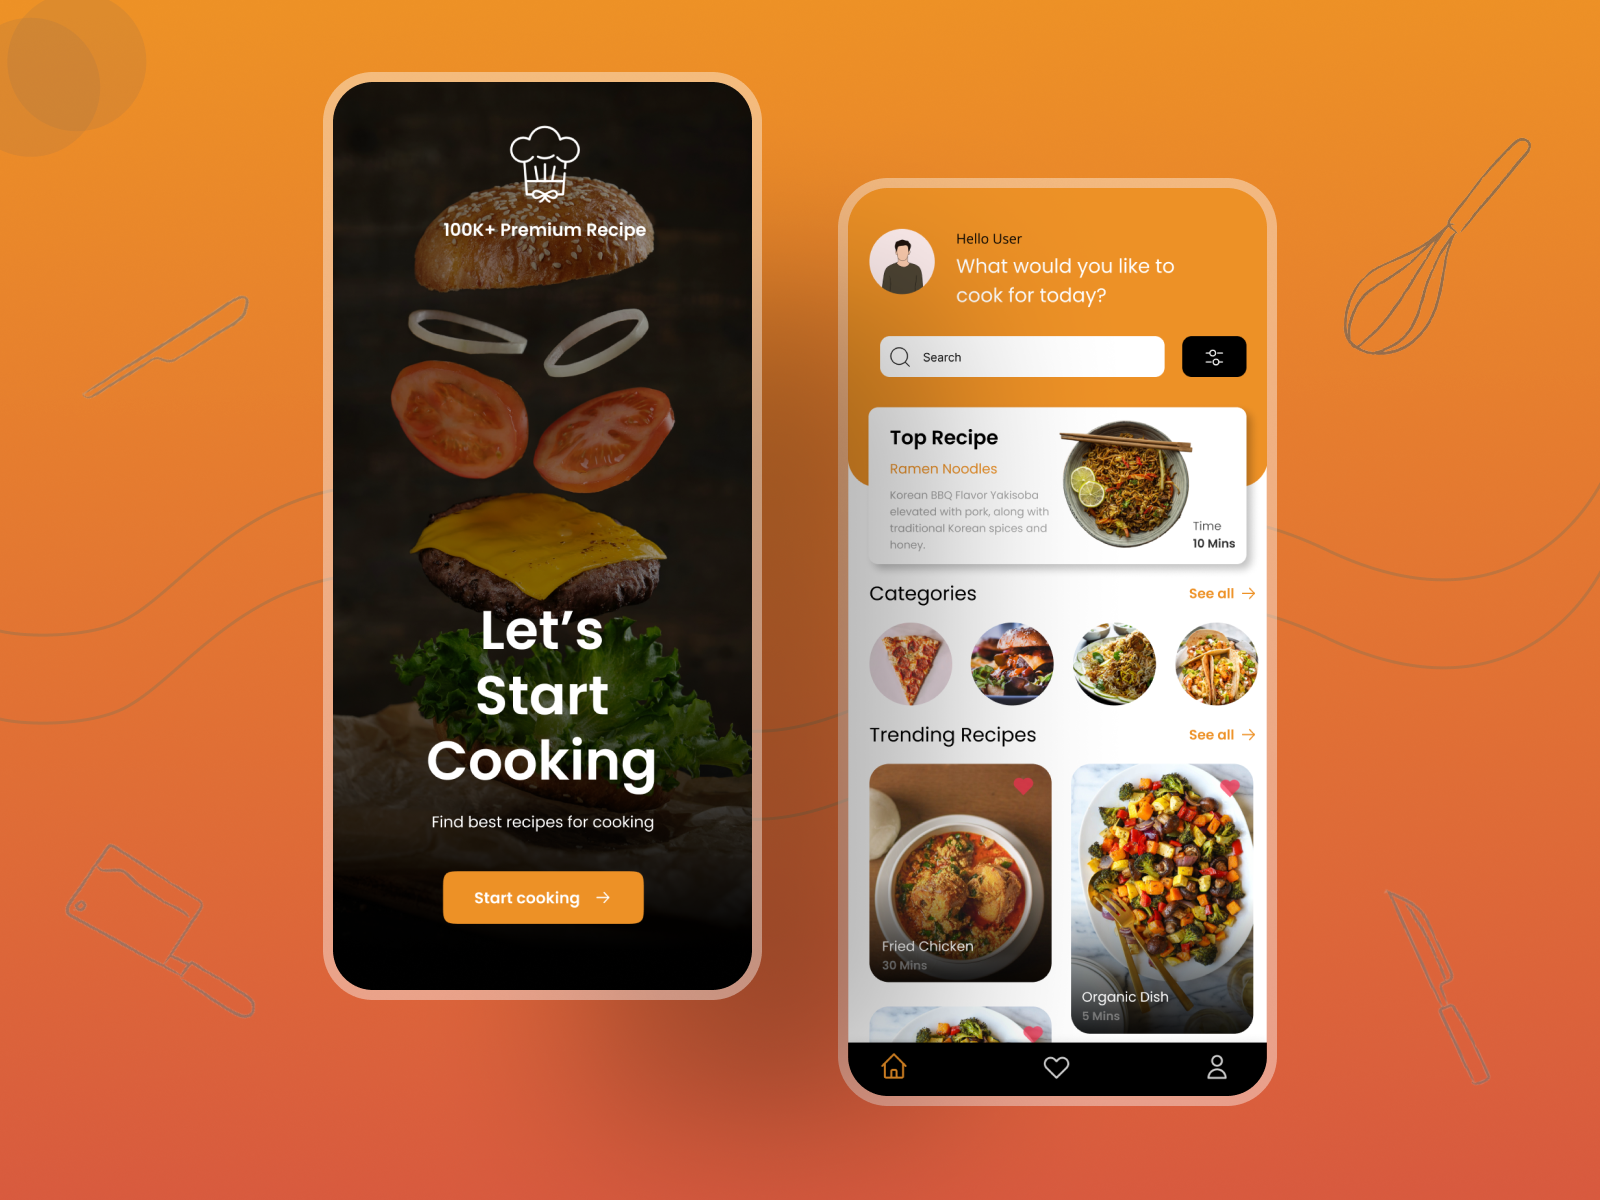 100K+ Premium Recipe
Let’s
Start
Cooking
Find best recipes for cooking
Start cooking
Hello User
What would you like to
cook for today?
Search
Top Recipe
Ramen Noodles
Korean BBQ Flavor Yakisoba
elevated with pork, along with
traditional Korean spices and
honey.
Time
10 Mins
Categories
See all
Trending Recipes
See all
Fried Chicken
30 Mins
Organic Dish
5 Mins